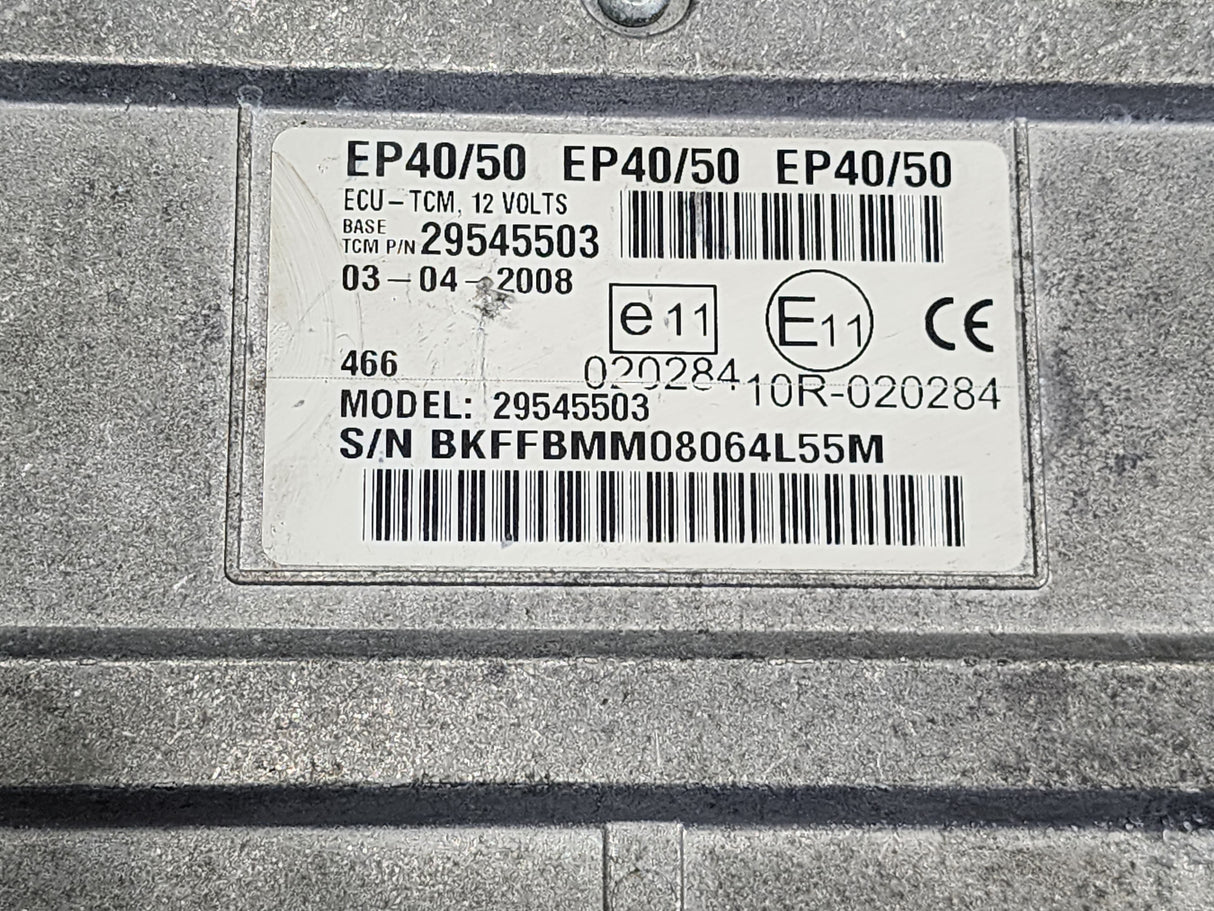 EP40/50 EP40/50 EP40/50
ECU-TCM, 12 VOLTS
BASE
TCM P/N 29545503
03-04-2008
e11
E11
CE
466
020284
10R-020284
MODEL: 29545503
S/N BKFFBMM08064L55M